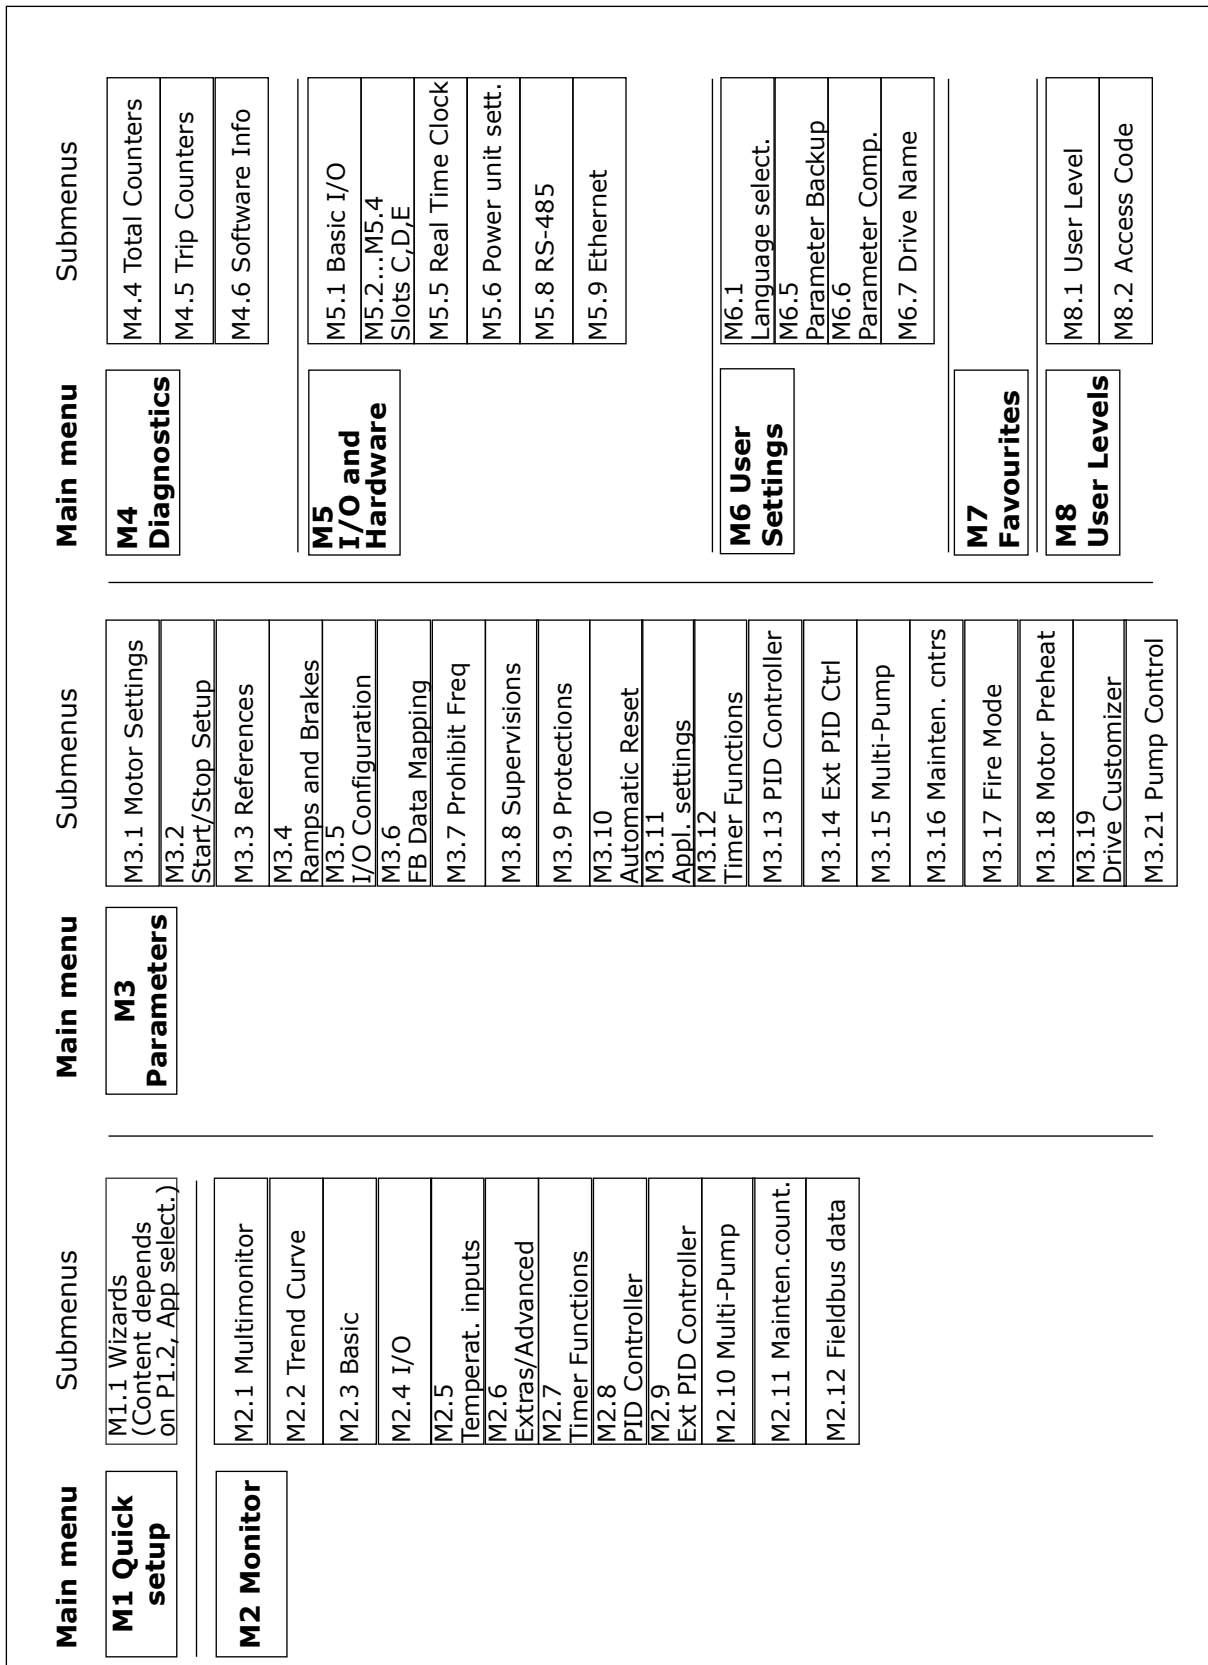 Main menu
Submenus
M1 Quick
setup
M1.1 Wizards
(Content depends
on P1.2, App select.)
M2 Monitor
M2.1 Multimonitor
M2.2 Trend Curve
M2.3 Basic
M2.4 I/O
M2.5
Temperat. inputs
M2.6
Extras/Advanced
M2.7
Timer Functions
M2.8
PID Controller
M2.9
Ext PID Controller
M2.10 Multi-Pump
M2.11 Mainten.count.
M2.12 Fieldbus data
Main menu
Submenus
M3
Parameters
M3.1 Motor Settings
M3.2
Start/Stop Setup
M3.3 References
M3.4
Ramps and Brakes
M3.5
I/O Configuration
M3.6
FB Data Mapping
M3.7 Prohibit Freq
M3.8 Supervisions
M3.9 Protections
M3.10
Automatic Reset
M3.11
Appl. settings
M3.12
Timer Functions
M3.13 PID Controller
M3.14 Ext PID Ctrl
M3.15 Multi-Pump
M3.16 Mainten. cntrs
M3.17 Fire Mode
M3.18 Motor Preheat
M3.19
Drive Customizer
M3.21 Pump Control
Main menu
Submenus
M4
Diagnostics
M4.4 Total Counters
M4.5 Trip Counters
M4.6 Software Info
M5
I/O and
Hardware
M5.1 Basic I/O
M5.2...M5.4
Slots C,D,E
M5.5 Real Time Clock
M5.6 Power unit sett.
M5.8 RS-485
M5.9 Ethernet
M6 User
Settings
M6.1
Language select.
M6.5
Parameter Backup
M6.6
Parameter Comp.
M6.7 Drive Name
M7
Favourites
M8
User Levels
M8.1 User Level
M8.2 Access Code